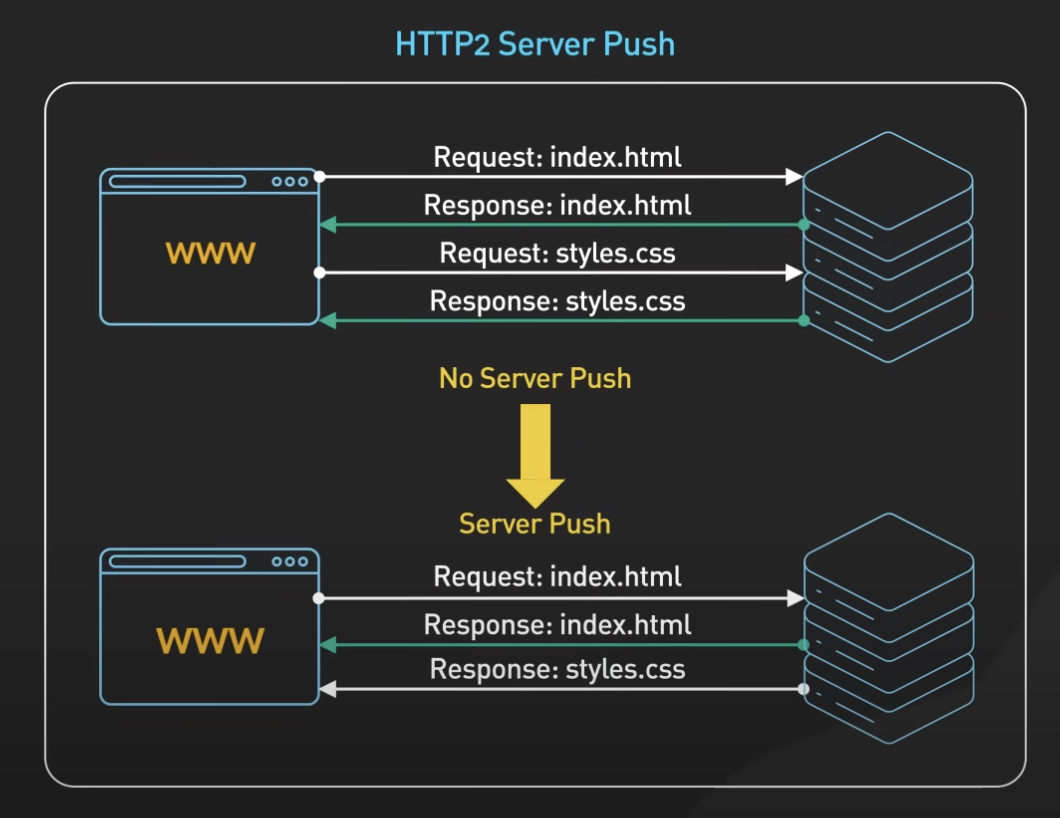 HTTP2 Server Push
Request: index.html
Response: index.html
WWW
Request: styles.css
Response: styles.css
No Server Push
Server Push
Request: index.html
Response: index.html
WWW
Response: styles.css